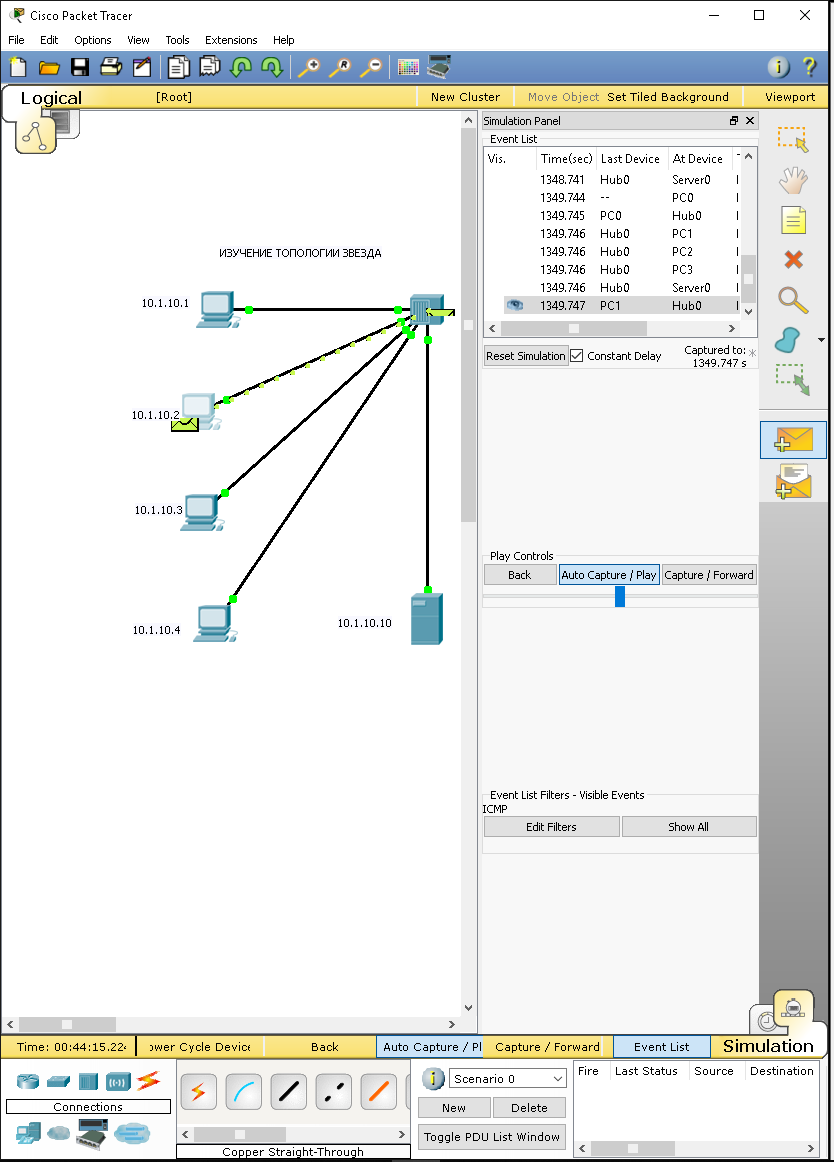 Cisco Packet Tracer
File Edit Options View Tools Extensions Help
Logical [Root] New Cluster Move Object Set Tiled Background Viewport
Simulation Panel
Event List
Vis. Time(sec) Last Device At Device
1348.741 Hub0 Server0
1349.744 -- PC0
1349.745 PC0 Hub0
1349.746 Hub0 PC1
1349.746 Hub0 PC2
1349.746 Hub0 PC3
1349.746 Hub0 Server0
1349.747 PC1 Hub0
Reset Simulation Constant Delay Captured to:
1349.747 s
ИЗУЧЕНИЕ ТОПОЛОГИИ ЗВЕЗДА
10.1.10.1
10.1.10.2
10.1.10.3
10.1.10.4
10.1.10.10
Play Controls
Back Auto Capture / Play Capture / Forward
Event List Filters - Visible Events
ICMP
Edit Filters Show All
Time: 00:44:15.224 ower Cycle Device Back Auto Capture / Pl Capture / Forward Event List Simulation
Connections
Copper Straight-Through
Scenario 0
New Delete
Toggle PDU List Window
Fire Last Status Source Destination